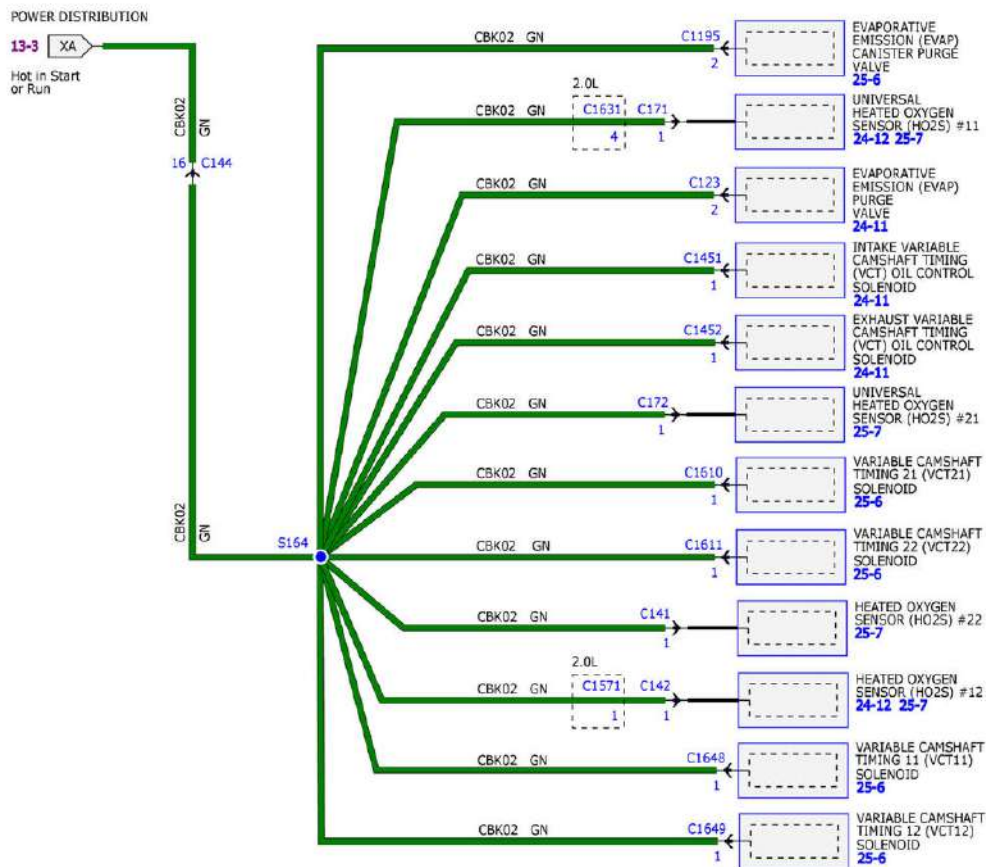 POWER DISTRIBUTION
13-3 XA
Hot in Start
or Run
CBK02 GN
16 C144
CBK02 GN
S164
CBK02 GN C1195
2
EVAPORATIVE
EMISSION (EVAP)
CANISTER PURGE
VALVE
25-6
2.0L
CBK02 GN C1631 C171
4 1
UNIVERSAL
HEATED OXYGEN
SENSOR (HO2S) #11
24-12 25-7
CBK02 GN C123
2
EVAPORATIVE
EMISSION (EVAP)
PURGE
VALVE
24-11
CBK02 GN C1451
1
INTAKE VARIABLE
CAMSHAFT TIMING
(VCT) OIL CONTROL
SOLENOID
24-11
CBK02 GN C1452
1
EXHAUST VARIABLE
CAMSHAFT TIMING
(VCT) OIL CONTROL
SOLENOID
24-11
CBK02 GN C172
1
UNIVERSAL
HEATED OXYGEN
SENSOR (HO2S) #21
25-7
CBK02 GN C1610
1
VARIABLE CAMSHAFT
TIMING 21 (VCT21)
SOLENOID
25-6
CBK02 GN C1611
1
VARIABLE CAMSHAFT
TIMING 22 (VCT22)
SOLENOID
25-6
CBK02 GN C141
1
HEATED OXYGEN
SENSOR (HO2S) #22
25-7
2.0L
CBK02 GN C1571 C142
1 1
HEATED OXYGEN
SENSOR (HO2S) #12
24-12 25-7
CBK02 GN C1648
1
VARIABLE CAMSHAFT
TIMING 11 (VCT11)
SOLENOID
25-6
CBK02 GN C1649
1
VARIABLE CAMSHAFT
TIMING 12 (VCT12)
SOLENOID
25-6